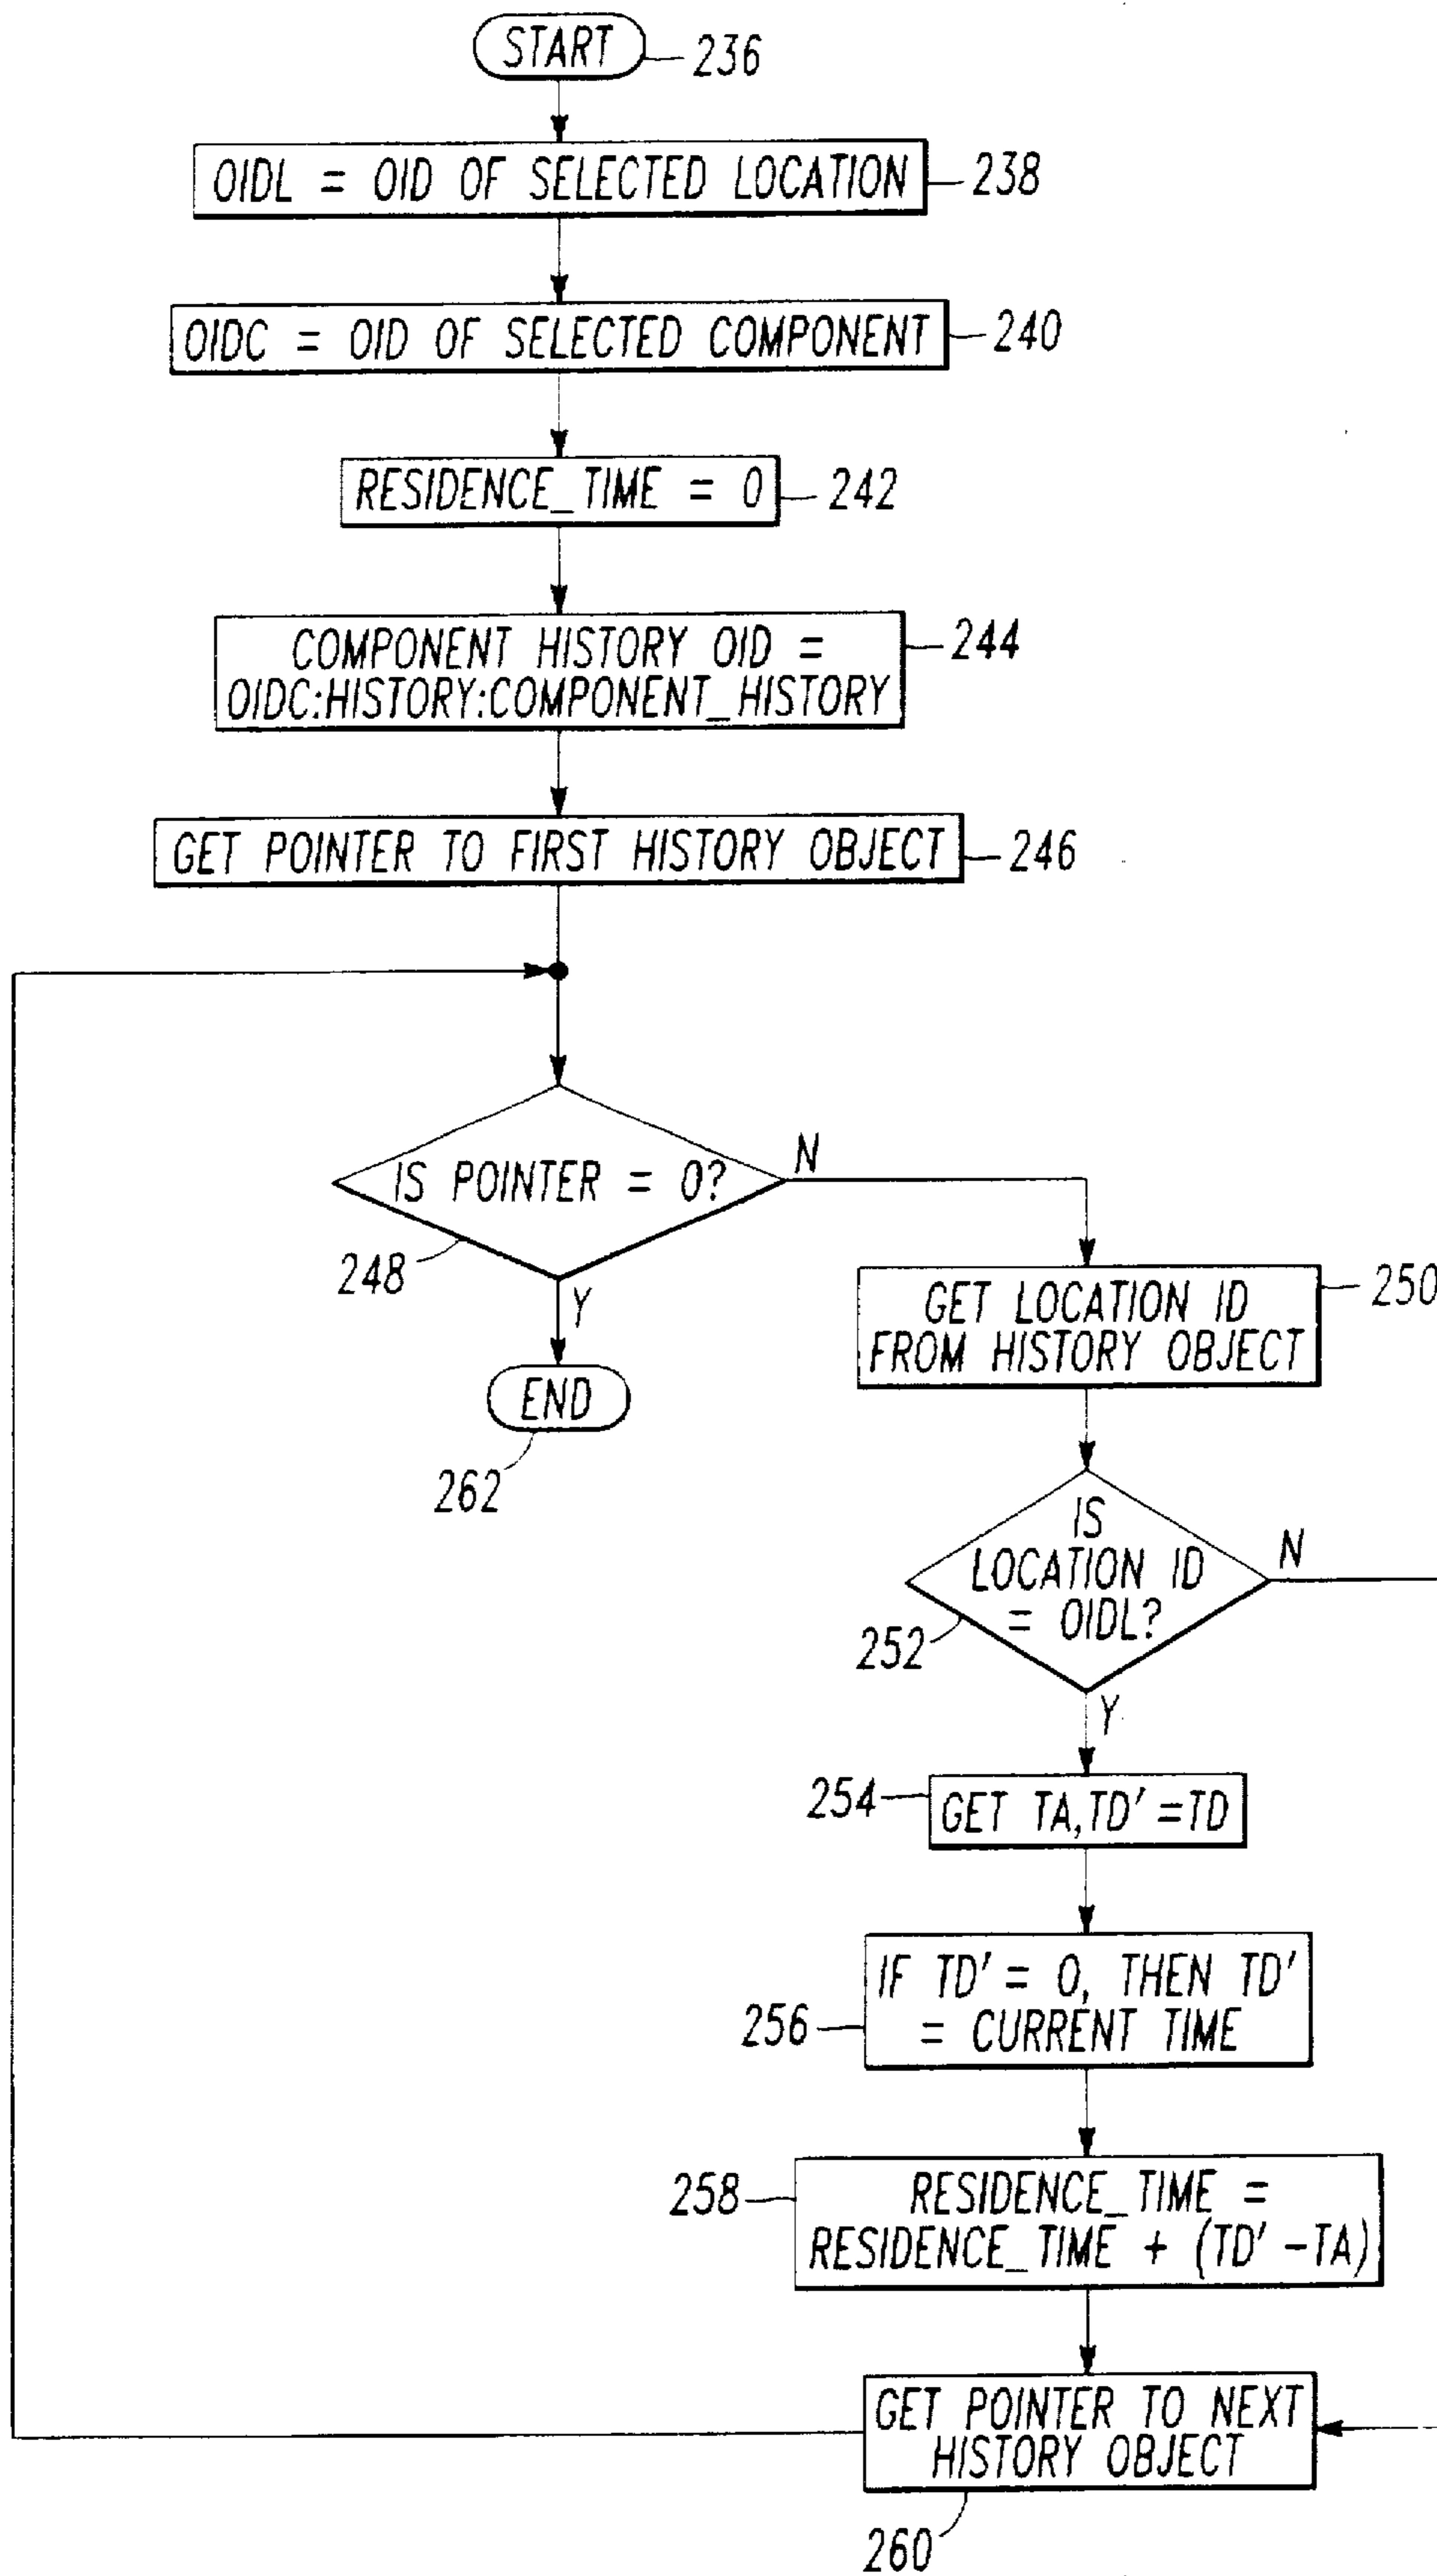 START
236
OIDL = OID OF SELECTED LOCATION
238
OIDC = OID OF SELECTED COMPONENT
240
RESIDENCE_TIME = 0
242
COMPONENT HISTORY OID =
OIDC:HISTORY:COMPONENT_HISTORY
244
GET POINTER TO FIRST HISTORY OBJECT
246
IS POINTER = 0?
N
248
Y
END
262
GET LOCATION ID
FROM HISTORY OBJECT
250
IS
LOCATION ID
= OIDL?
N
252
Y
254
GET TA,TD' =TD
IF TD' = 0, THEN TD'
= CURRENT TIME
256
258
RESIDENCE_TIME =
RESIDENCE_TIME + (TD' -TA)
GET POINTER TO NEXT
HISTORY OBJECT
260